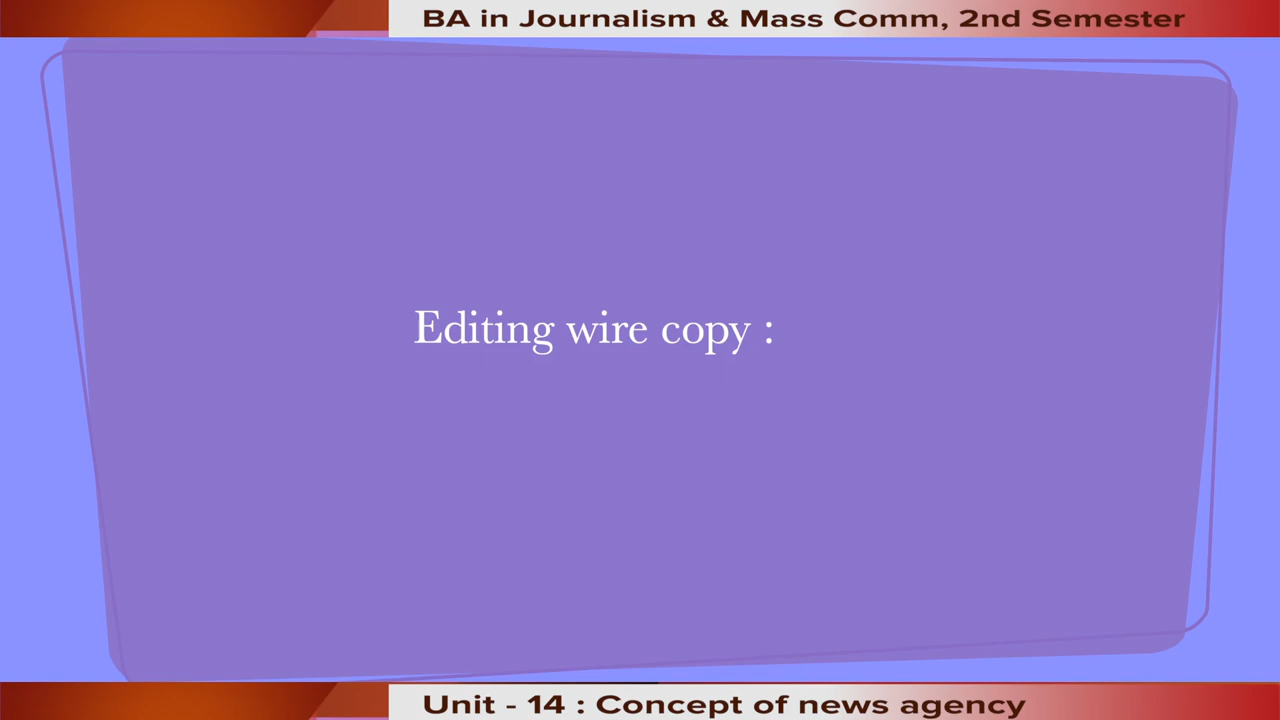 BA in Journalism & Mass Comm, 2nd Semester
Editing wire copy :
Unit - 14 : Concept of news agency